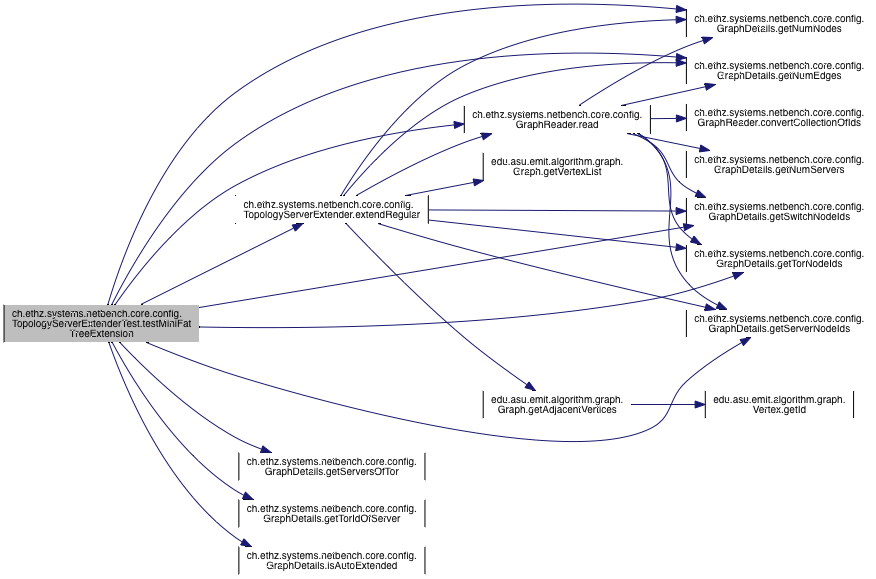 ch.ethz.systems.netbench.core.config.
GraphDetails.getNumNodes
ch.ethz.systems.netbench.core.config.
GraphDetails.getNumEdges
ch.ethz.systems.netbench.core.config.
GraphReader.read
ch.ethz.systems.netbench.core.config.
GraphReader.convertCollectionOfIds
edu.asu.emit.algorithm.graph.
Graph.getVertexList
ch.ethz.systems.netbench.core.config.
GraphDetails.getNumServers
ch.ethz.systems.netbench.core.config.
TopologyServerExtender.extendRegular
ch.ethz.systems.netbench.core.config.
GraphDetails.getSwitchNodeIds
ch.ethz.systems.netbench.core.config.
GraphDetails.getTorNodeIds
ch.ethz.systems.netbench.core.config.
TopologyServerExtenderTest.testMiniFat
TreeExtension
ch.ethz.systems.netbench.core.config.
GraphDetails.getServerNodeIds
edu.asu.emit.algorithm.graph.
Graph.getAdjacentVertices
edu.asu.emit.algorithm.graph.
Vertex.getId
ch.ethz.systems.netbench.core.config.
GraphDetails.getServersOfTor
ch.ethz.systems.netbench.core.config.
GraphDetails.getTorIdOfServer
ch.ethz.systems.netbench.core.config.
GraphDetails.isAutoExtended